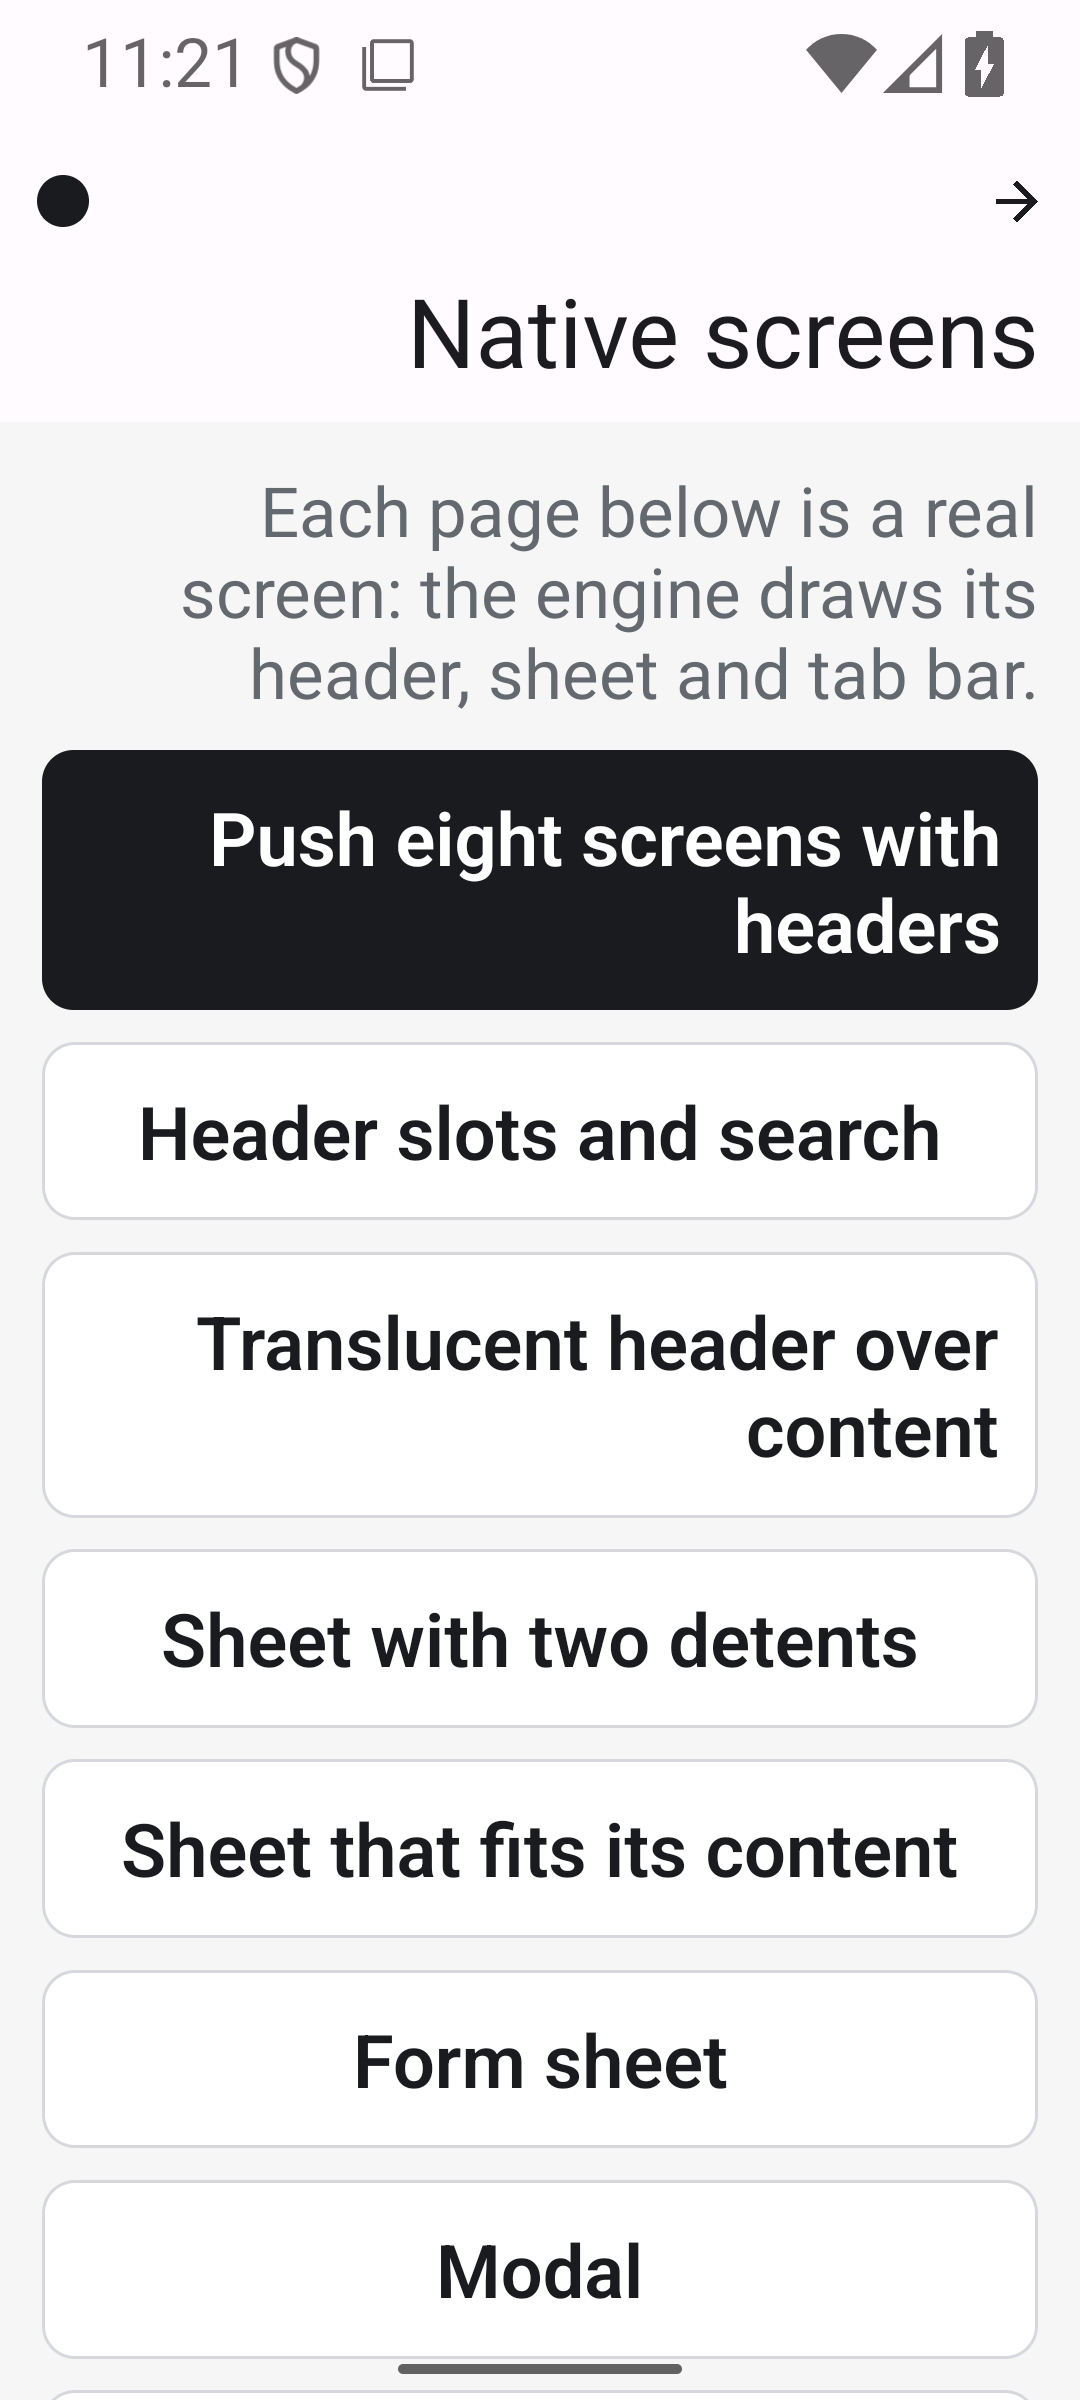 11:21
Native screens
Each page below is a real
screen: the engine draws its
header, sheet and tab bar.
Push eight screens with
headers
Header slots and search
Translucent header over
content
Sheet with two detents
Sheet that fits its content
Form sheet
Modal